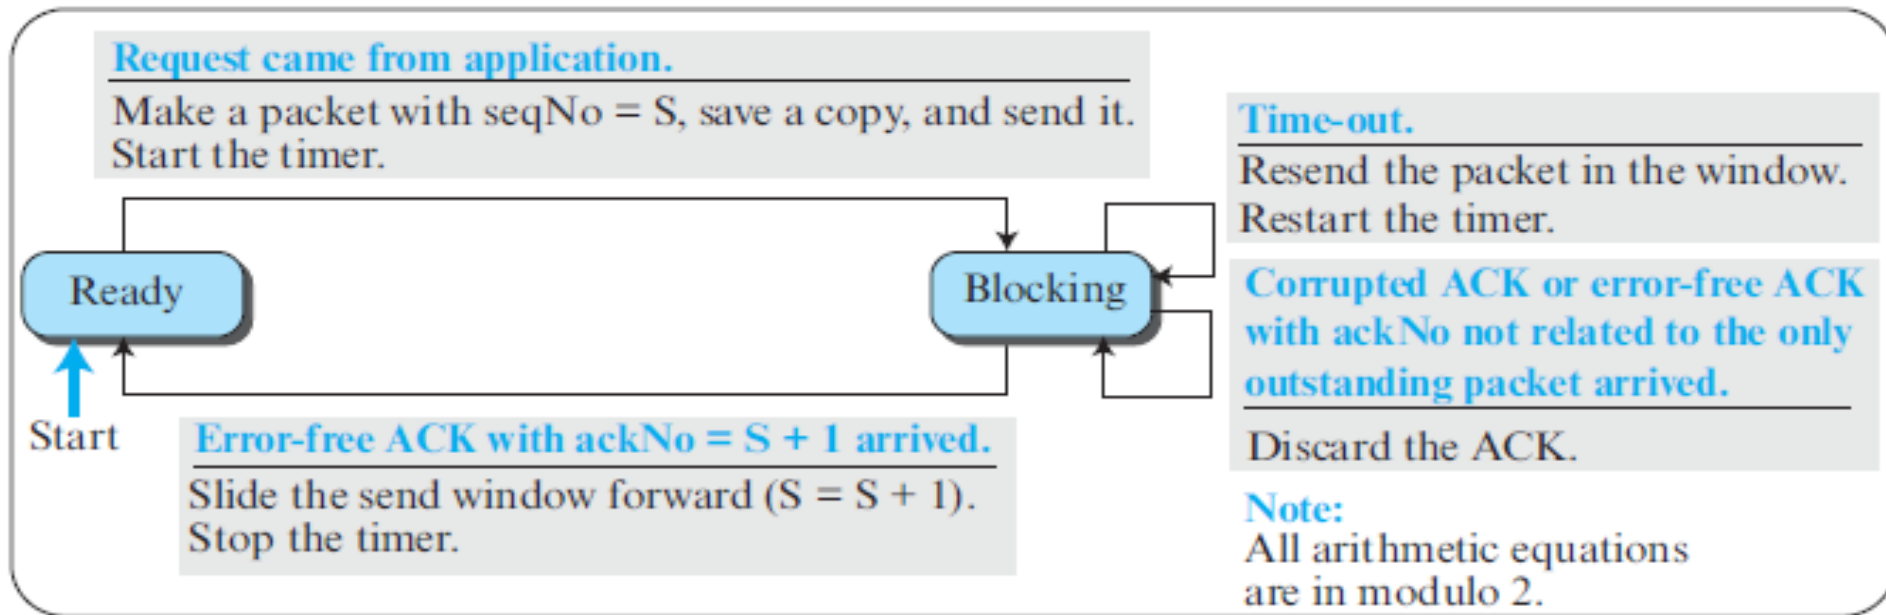 Request came from application.
Make a packet with seqNo = S, save a copy, and send it.
Start the timer.
Time-out.
Resend the packet in the window.
Restart the timer.
Ready
Blocking
Corrupted ACK or error-free ACK
with ackNo not related to the only
outstanding packet arrived.
Discard the ACK.
Start
Error-free ACK with ackNo = S + 1 arrived.
Slide the send window forward (S = S + 1).
Stop the timer.
Note:
All arithmetic equations
are in modulo 2.